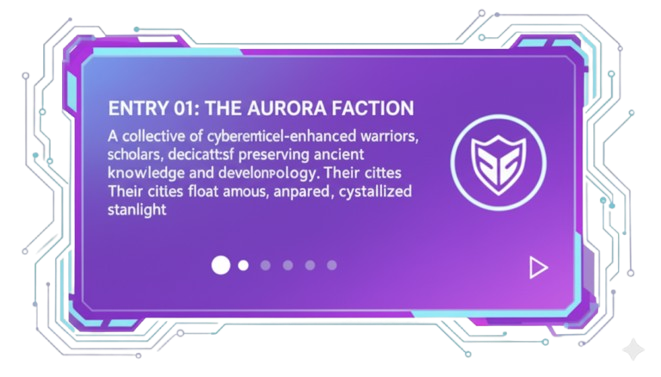 ENTRY 01: THE AURORA FACTION
A collective of cyberenticel-enhanced warriors,
scholars, decicatt:sf preserving ancient
knowledge and develonpology. Their cittes
Their citles float amous, anpared, cystallized
stanlight